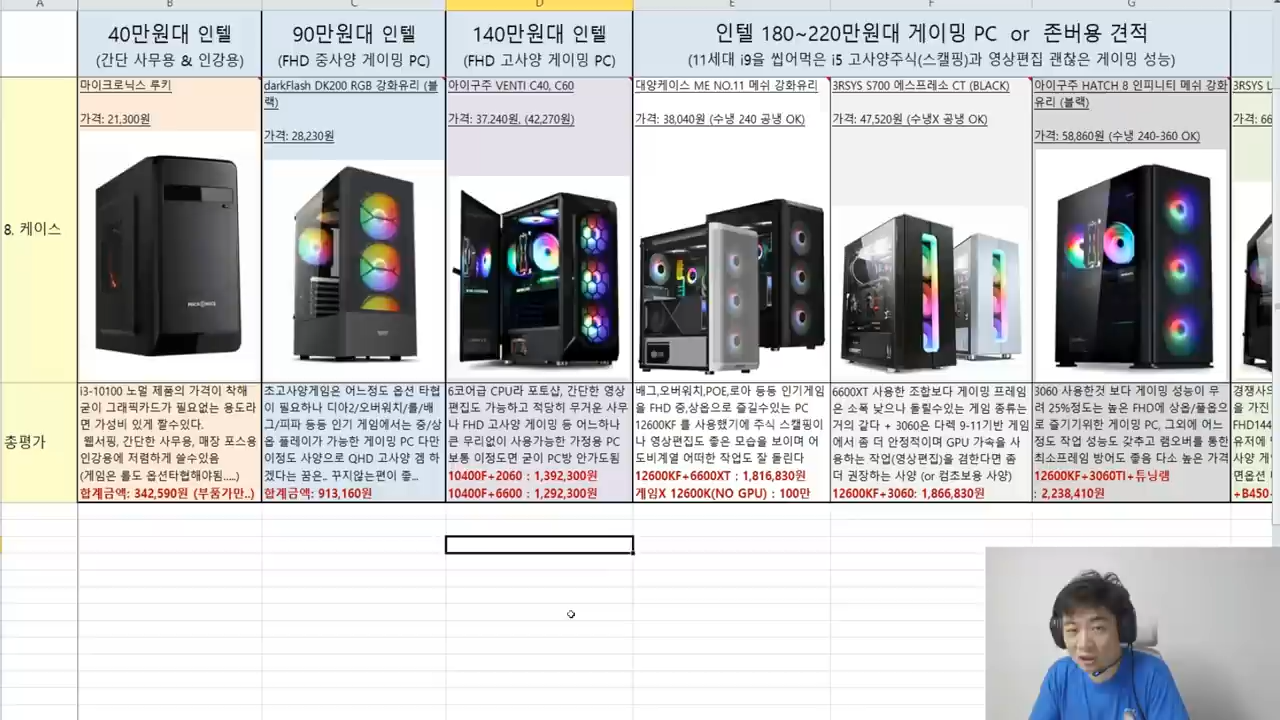 A B C D E F G
40만원대 인텔
(간단 사무용 & 인강용)
90만원대 인텔
(FHD 중사양 게이밍 PC)
140만원대 인텔
(FHD 고사양 게이밍 PC)
인텔 180~220만원대 게이밍 PC or 존버용 견적
(11세대 i9을 씹어먹은 i5 고사양주식(스캘핑)과 영상편집 괜찮은 게이밍 성능)
8. 케이스
마이크로닉스 루키
가격: 21,300원
MICRONICS
darkFlash DK200 RGB 강화유리 (블
랙)
가격: 28,230원
아이구주 VENTI C40, C60
가격: 37.240원, (42,270원)
대양케이스 ME NO.11 메쉬 강화유리
가격: 38,040원 (수냉 240 공냉 OK)
3RSYS S700 에스프레소 CT (BLACK)
가격: 47,520원 (수냉X 공냉 OK)
아이구주 HATCH 8 인피니티 메쉬 강화
유리 (블랙)
가격: 58,860원 (수냉 240-360 OK)
3RSYS L
가격: 66
총평가
i3-10100 노멀 제품의 가격이 착해
굳이 그래픽카드가 필요없는 용도라
면 가성비 있게 할수있다.
웹서핑, 간단한 사무용, 매장 포스용
인강용에 저렴하게 쓸수있음
(게임은 롤도 옵션타협해야됨.....)
합계금액: 342,590원 (부품가만..)
초고사양게임은 어느정도 옵션 타협
이 필요하나 디아2/오버워치/롤/배
그/피파 등등 인기 게임에서는 중/상
옵 플레이가 가능한 게이밍 PC 다만
이정도 사양으로 QHD 고사양 겜 하
겠다는 꿈은.. 꾸지않는편이 좋..
합계금액: 913,160원
6코어급 CPU라 포토샵, 간단한 영상
편집도 가능하고 적당히 무거운 사무
나 FHD 고사양 게이밍 등 어느하나
큰 무리없이 사용가능한 가정용 PC
보통 이정도면 굳이 PC방 안가도됨
10400F+2060 : 1,392,300원
10400F+6600 : 1,292,300원
배그,오버워치,POE,로아 등등 인기게임
을 FHD 중,상옵으로 즐길수있는 PC
12600KF 를 사용했기에 주식 스캘핑이
나 영상편집도 좋은 모습을 보이며 어
도비계열 어떠한 작업도 잘 돌린다
12600KF+6600XT : 1,816,830원
게임X 12600K(NO GPU) : 100만
6600XT 사용한 조합보다 게이밍 프레임
은 소폭 낮으나 돌릴수있는 게임 종류는
거의 같다 + 3060은 다렉 9-11기반 게임
에서 좀 더 안정적이며 GPU 가속을 사
용하는 작업(영상편집)을 겸한다면 좀
더 권장하는 사양 (or 컴초보용 사양)
12600KF+3060: 1,866,830원
3060 사용한것 보다 게이밍 성능이 무
려 25%정도는 높은 FHD에 상옵/풀옵으
로 즐기기위한 게이밍 PC, 그외에 어느
정도 작업 성능도 갖추고 램오버를 통한
최소프레임 방어도 좋음 다소 높은 가격
12600KF+3060TI+튜닝램
: 2,238,410원
경쟁사의
을 가진
FHD144
유저에
게임 사
면옵션
+B450-